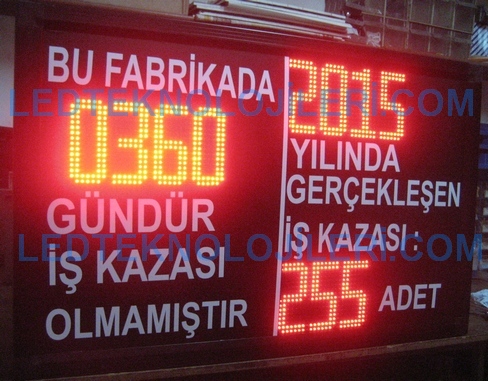 BU FABRİKADA
0360
GÜNDÜR
İŞ KAZASI
OLMAMIŞTIR
2015
YILINDA
GERÇEKLEŞEN
İŞ KAZASI :
255 ADET
LEDTEKNOLOJILERI.COM
LEDTEKNOLOJILERI.COM